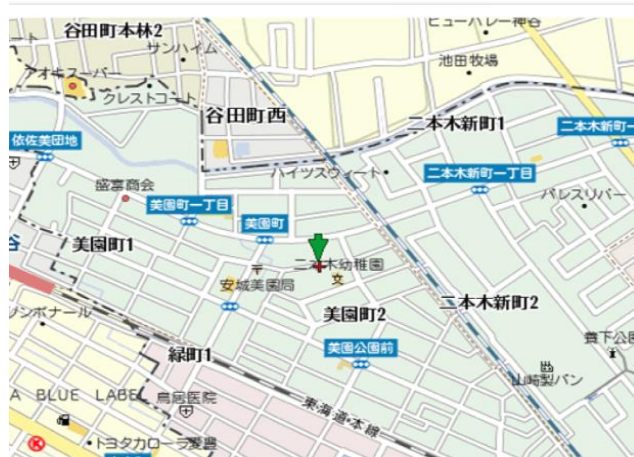 谷田町本林2
サンハイム
ビューバレー神谷
池田牧場
アオキスーパー
クレストコート
谷田町西
二本木新町1
二本木新町一
依佐美団地
ハイツスウィート
二本木新町一丁目
盛富商会
美園町一丁目
パレスリバー
美園町
美園町1
二本木幼稚園
文
安城美園局
美園町2
二本木新町2
ンボナール
美園公園前
緑町1
山崎製パン
A BLUE LABEL
鳥居医院
東海道本線
トヨタカローラ愛豊